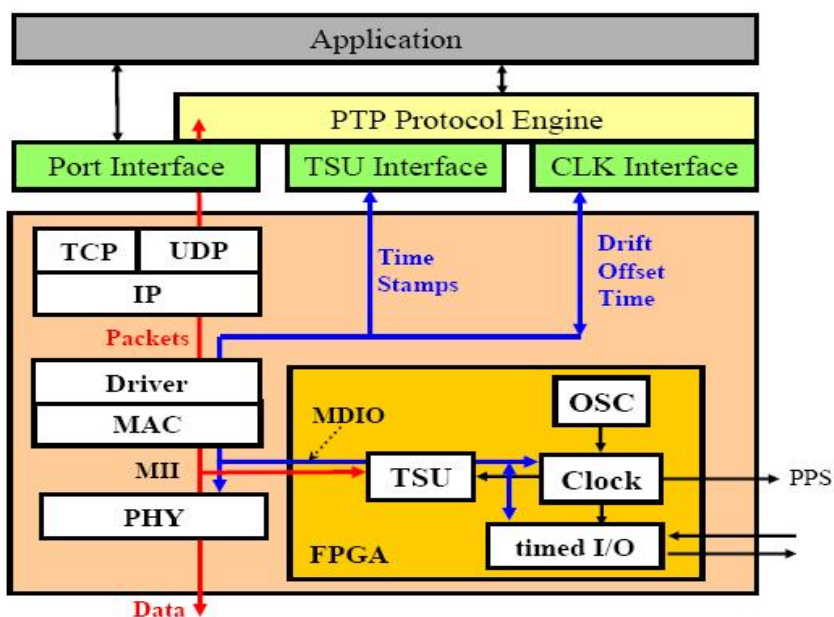 Application
PTP Protocol Engine
Port Interface
TSU Interface
CLK Interface
TCP
UDP
IP
Time
Stamps
Drift
Offset
Time
Packets
Driver
MAC
OSC
MDIO
MII
TSU
Clock
PPS
PHY
timed I/O
FPGA
Data